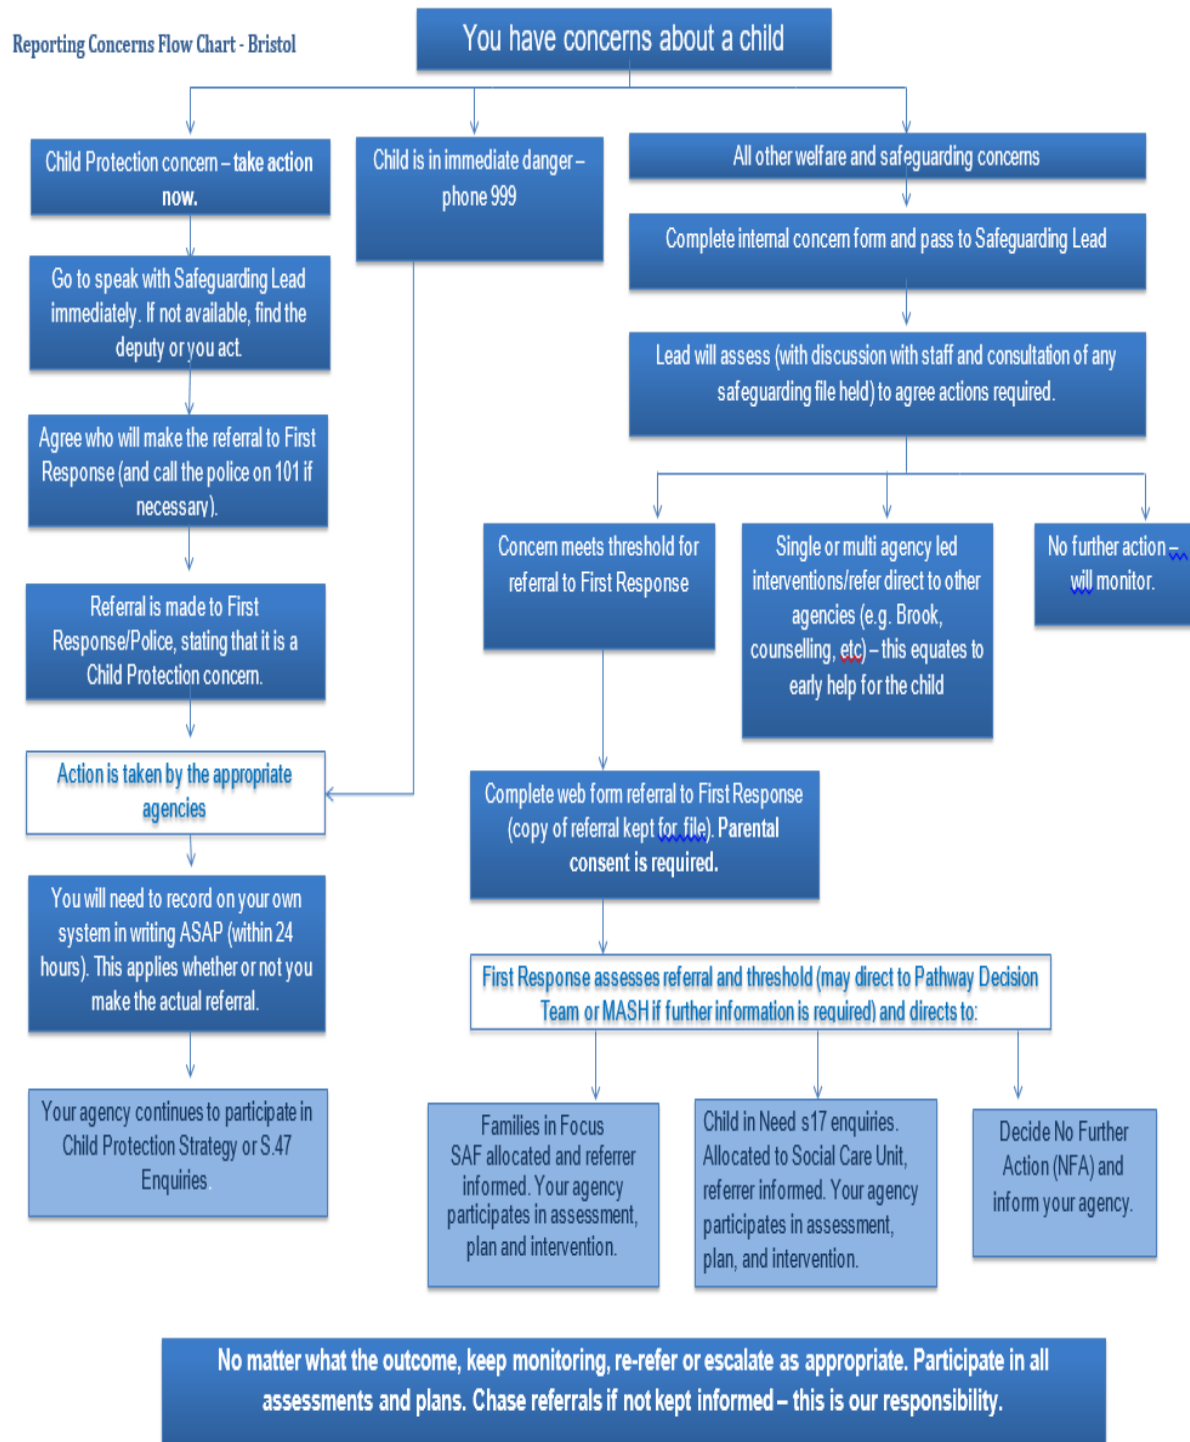 Reporting Concerns Flow Chart - Bristol
You have concerns about a child
Child Protection concern – take action
now.
Child is in immediate danger –
phone 999
All other welfare and safeguarding concerns
Go to speak with Safeguarding Lead
immediately. If not available, find the
deputy or you act.
Complete internal concern form and pass to Safeguarding Lead
Lead will assess (with discussion with staff and consultation of any
safeguarding file held) to agree actions required.
Agree who will make the referral to First
Response (and call the police on 101 if
necessary).
Concern meets threshold for
referral to First Response
Single or multi agency led
interventions/refer direct to other
agencies (e.g. Brook,
counselling, etc) – this equates to
early help for the child
No further action –
will monitor.
Referral is made to First
Response/Police, stating that it is a
Child Protection concern.
Action is taken by the appropriate
agencies
Complete web form referral to First Response
(copy of referral kept for file). Parental
consent is required.
You will need to record on your own
system in writing ASAP (within 24
hours). This applies whether or not you
make the actual referral.
First Response assesses referral and threshold (may direct to Pathway Decision
Team or MASH if further information is required) and directs to:
Your agency continues to participate in
Child Protection Strategy or S.47
Enquiries.
Families in Focus
SAF allocated and referrer
informed. Your agency
participates in assessment,
plan and intervention.
Child in Need s17 enquiries.
Allocated to Social Care Unit,
referrer informed. Your agency
participates in assessment,
plan, and intervention.
Decide No Further
Action (NFA) and
inform your agency.
No matter what the outcome, keep monitoring, re-refer or escalate as appropriate. Participate in all
assessments and plans. Chase referrals if not kept informed – this is our responsibility.